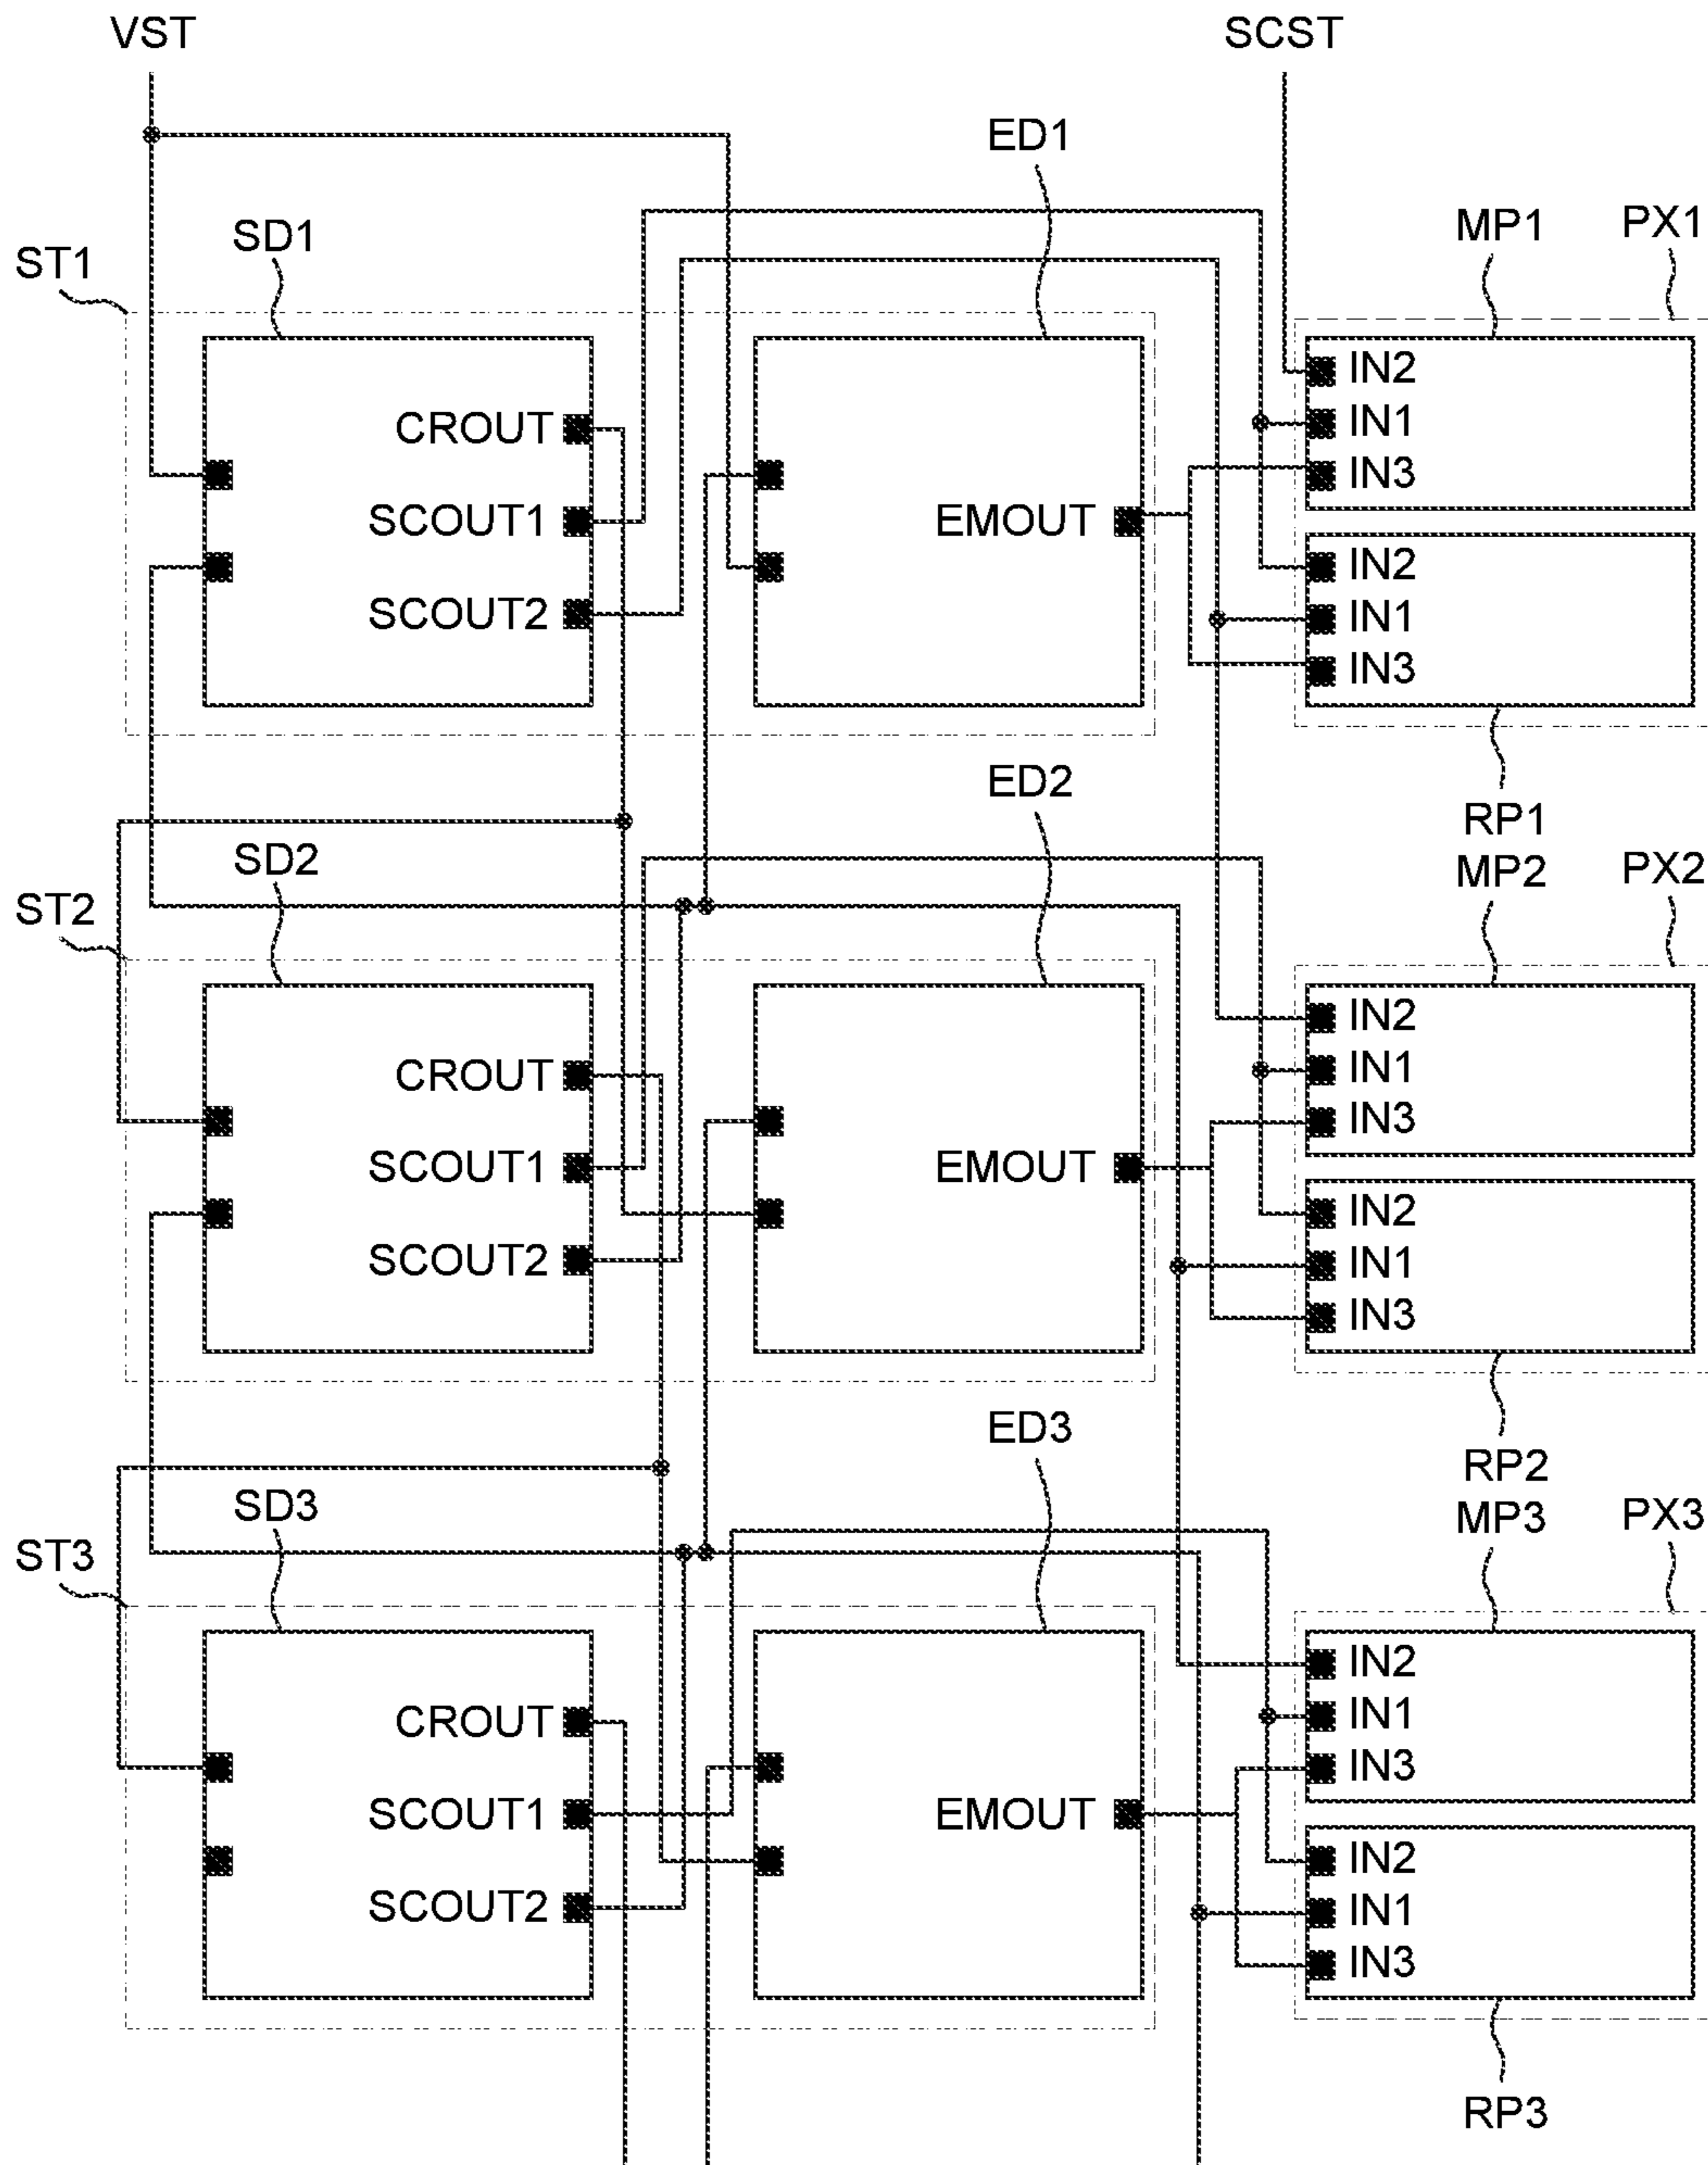 VST
SCST
ED1
SD1
MP1
PX1
ST1
IN2
CROUT
IN1
IN3
SCOUT1
EMOUT
IN2
SCOUT2
IN1
IN3
ED2
RP1
SD2
MP2
PX2
ST2
IN2
CROUT
IN1
IN3
SCOUT1
EMOUT
IN2
SCOUT2
IN1
IN3
ED3
RP2
SD3
MP3
PX3
ST3
IN2
CROUT
IN1
IN3
SCOUT1
EMOUT
IN2
SCOUT2
IN1
IN3
RP3